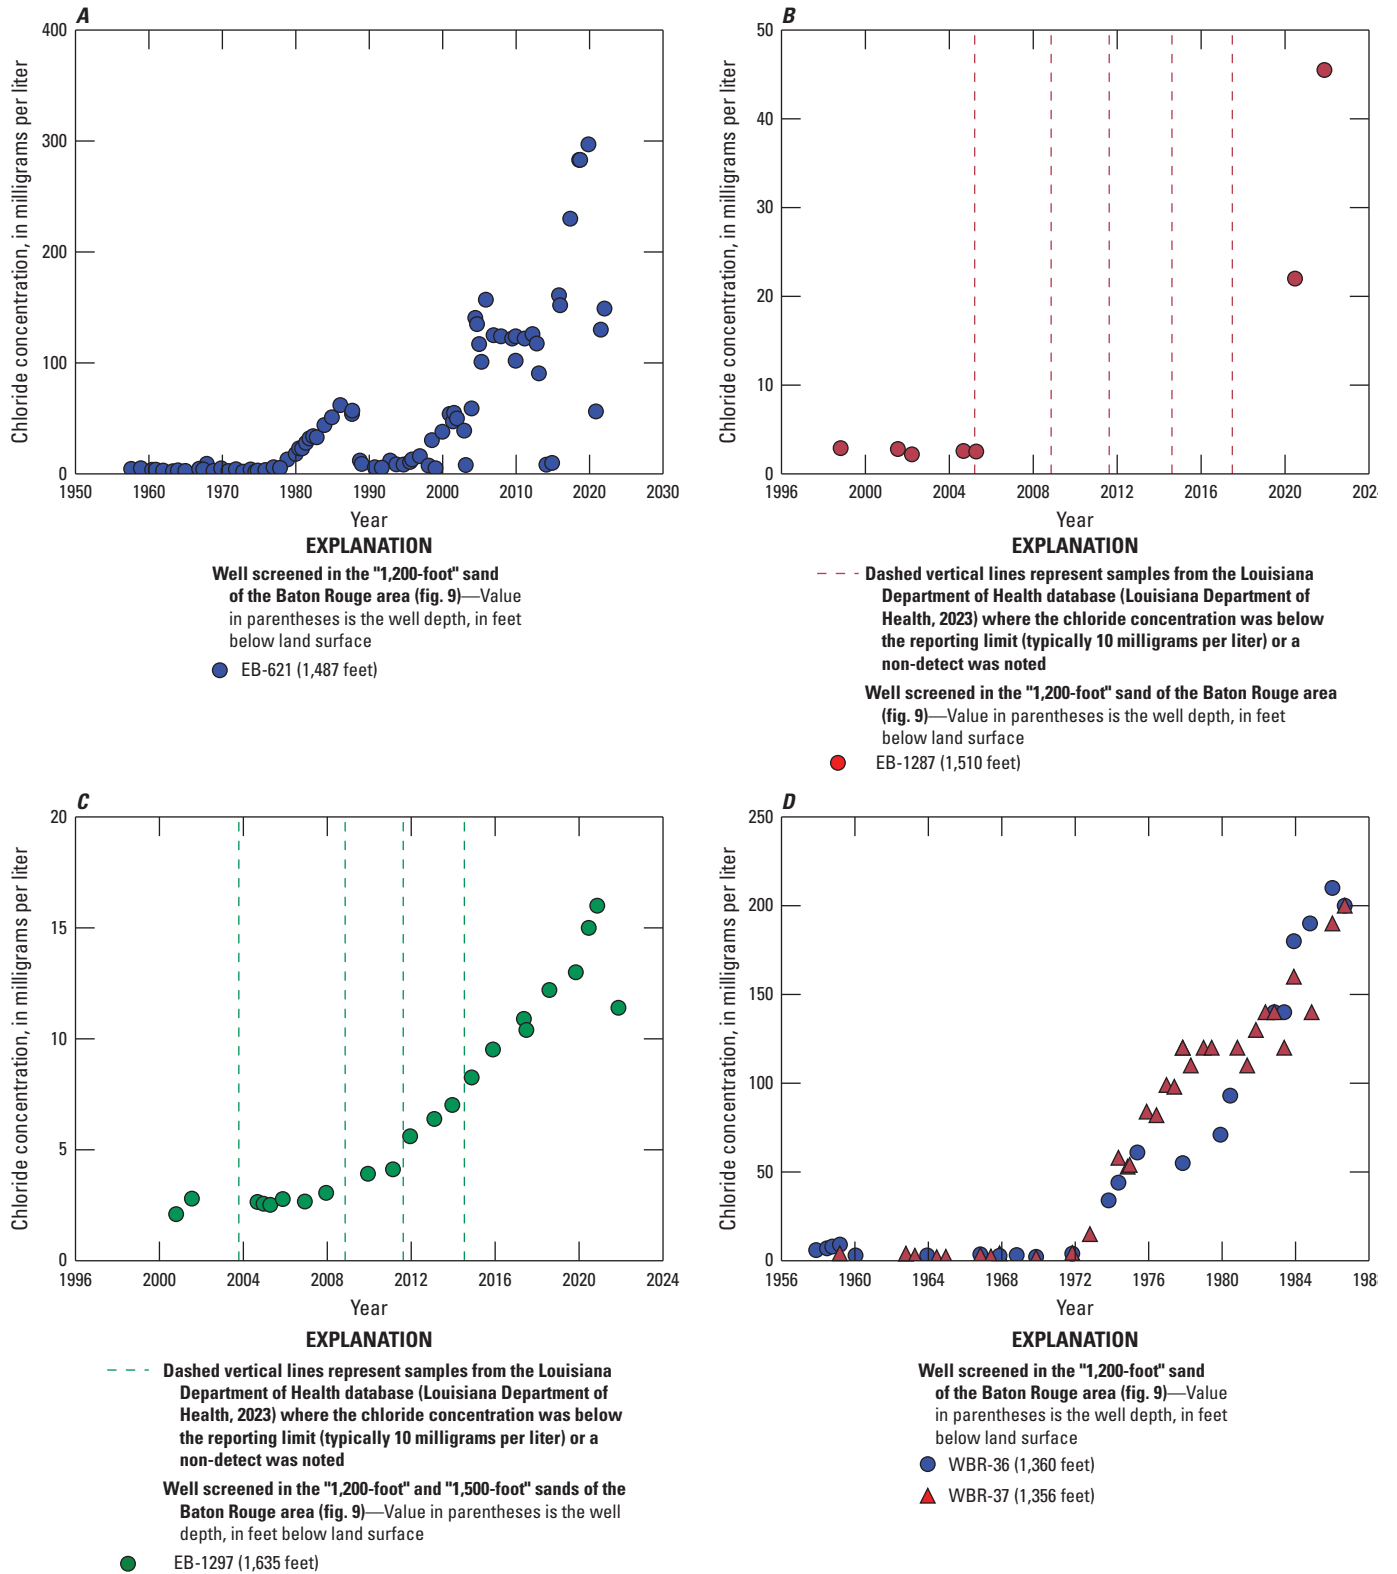 A
Chloride concentration, in milligrams per liter
400
300
200
100
0
1950 1960 1970 1980 1990 2000 2010 2020 2030
Year
EXPLANATION
Well screened in the "1,200-foot" sand
of the Baton Rouge area (fig. 9)—Value
in parentheses is the well depth, in feet
below land surface
EB-621 (1,487 feet)
B
Chloride concentration, in milligrams per liter
50
40
30
20
10
0
1996 2000 2004 2008 2012 2016 2020 202
Year
EXPLANATION
Dashed vertical lines represent samples from the Louisiana
Department of Health database (Louisiana Department of
Health, 2023) where the chloride concentration was below
the reporting limit (typically 10 milligrams per liter) or a
non-detect was noted
Well screened in the "1,200-foot" sand of the Baton Rouge area
(fig. 9)—Value in parentheses is the well depth, in feet
below land surface
EB-1287 (1,510 feet)
C
Chloride concentration, in milligrams per liter
20
15
10
5
0
1996 2000 2004 2008 2012 2016 2020 2024
Year
EXPLANATION
Dashed vertical lines represent samples from the Louisiana
Department of Health database (Louisiana Department of
Health, 2023) where the chloride concentration was below
the reporting limit (typically 10 milligrams per liter) or a
non-detect was noted
Well screened in the "1,200-foot" and "1,500-foot" sands of the
Baton Rouge area (fig. 9)—Value in parentheses is the well
depth, in feet below land surface
EB-1297 (1,635 feet)
D
Chloride concentration, in milligrams per liter
250
200
150
100
50
0
1956 1960 1964 1968 1972 1976 1980 1984 198
Year
EXPLANATION
Well screened in the "1,200-foot" sand
of the Baton Rouge area (fig. 9)—Value
in parentheses is the well depth, in feet
below land surface
WBR-36 (1,360 feet)
WBR-37 (1,356 feet)